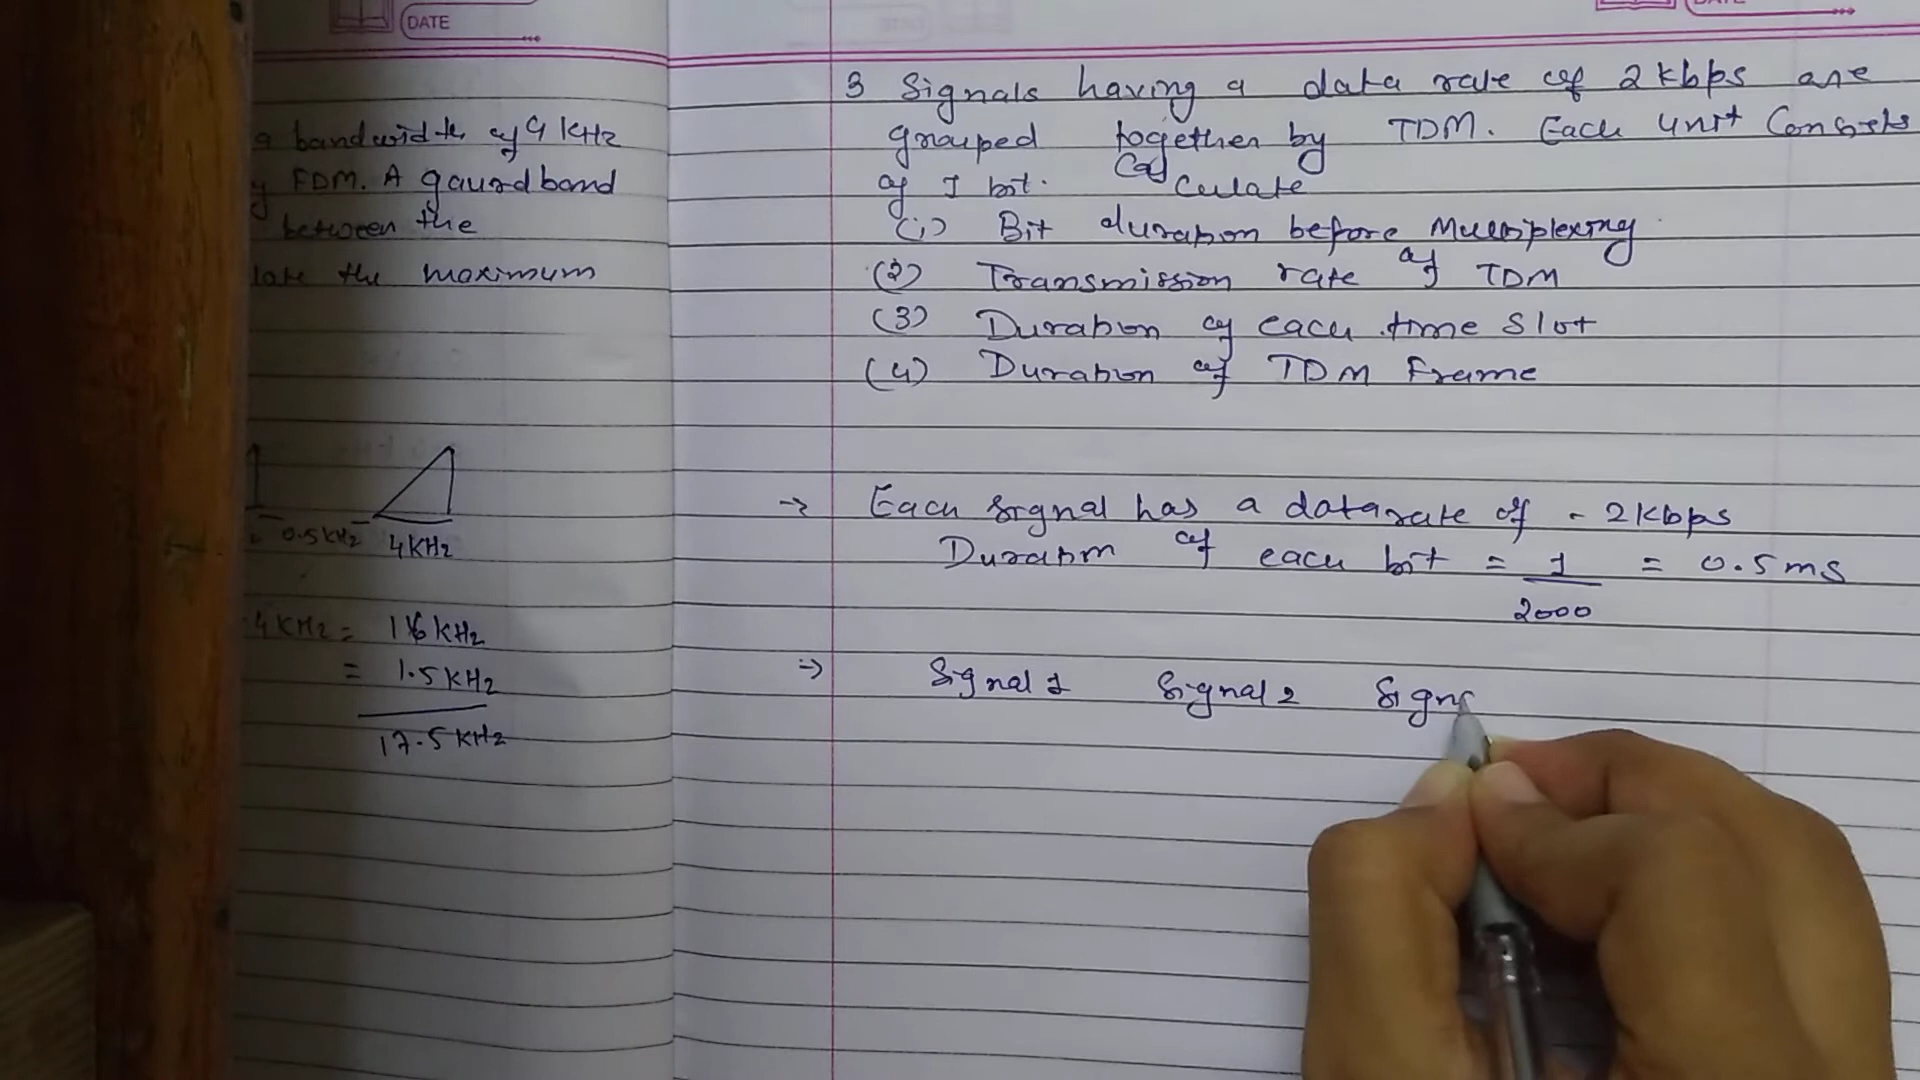 DATE
a bandwidth of 4 KHz
FDM. A gaurd band
between the
late the maximum
0.5 KHz
4KHz
4 KHz = 16 KHz
= 1.5 KHz
17.5 KHz
3 Signals having a data rate of 2 kbps are
grouped together by TDM. Each unit Consists
of 1 bit. Calculate
(1) Bit duration before Multiplexing
(2) Transmission rate of TDM
(3) Duration of each time slot
(4) Duration of TDM Frame
→ Each signal has a datarate of - 2kbps
Duration of each bit = 1/2000 = 0.5 ms
⇒ Signal 1 Signal 2 Signa